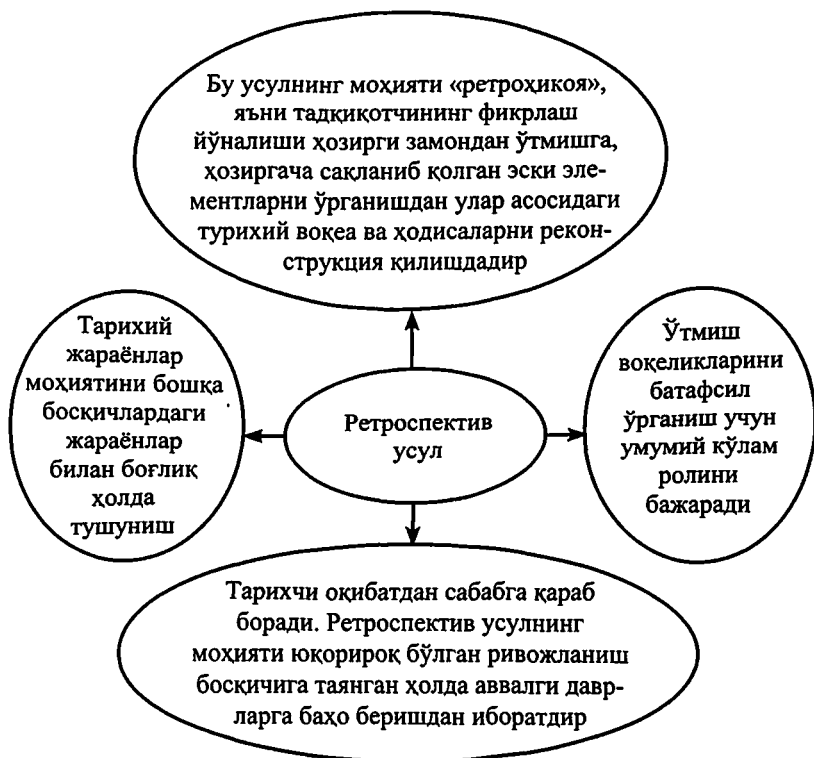 Бу усулнинг моҳияти «ретроҳикоя»,
яъни тадқиқотчининг фикрлаш
йўналиши ҳозирги замондан ўтмишга,
ҳозиргача сақланиб қолган эски эле-
ментларни ўрганишдан улар асосидаги
турихий воқеа ва ҳодисаларни рекон-
струкция қилишдадир
Тарихий
жараёнлар
моҳиятини бошқа
босқичлардаги
жараёнлар
билан боғлиқ
ҳолда
тушуниш
Ретроспектив
усул
Ўтмиш
воқеликларини
батафсил
ўрганиш учун
умумий кўлам
ролини
бажаради
Тарихчи оқибатдан сабабга қараб
боради. Ретроспектив усулнинг
моҳияти юқорироқ бўлган ривожланиш
босқичига таянган ҳолда аввалги давр-
ларга баҳо беришдан иборатдир